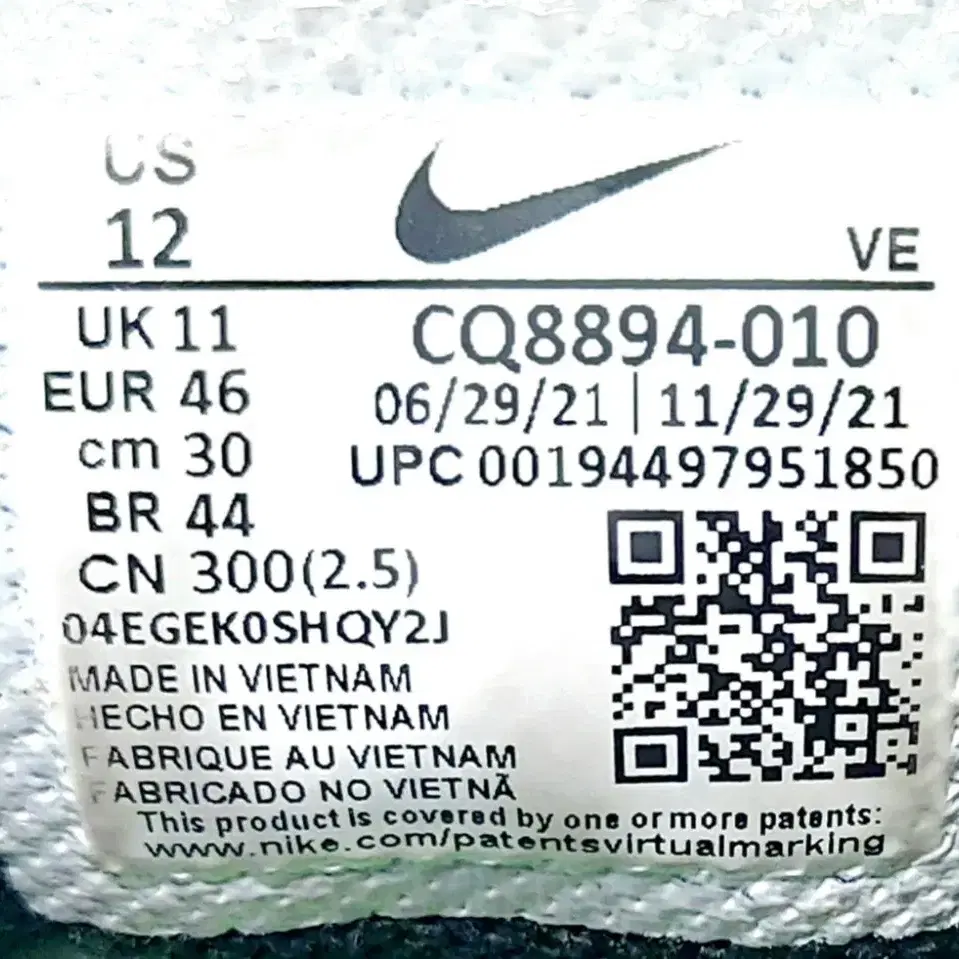 US
12
VE
UK 11
EUR 46
cm 30
BR 44
CN 300(2.5)
CQ8894-010
06/29/21 | 11/29/21
UPC 00194497951850
04EGEK0SHQY2J
MADE IN VIETNAM
HECHO EN VIETNAM
FABRIQUE AU VIETNAM
FABRICADO NO VIETNÃ
This product is covered by one or more patents:
www.nike.com/patentsvirtualmarking